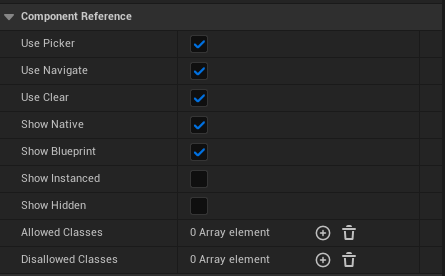 Component Reference
Use Picker
Use Navigate
Use Clear
Show Native
Show Blueprint
Show Instanced
Show Hidden
Allowed Classes 0 Array element
Disallowed Classes 0 Array element